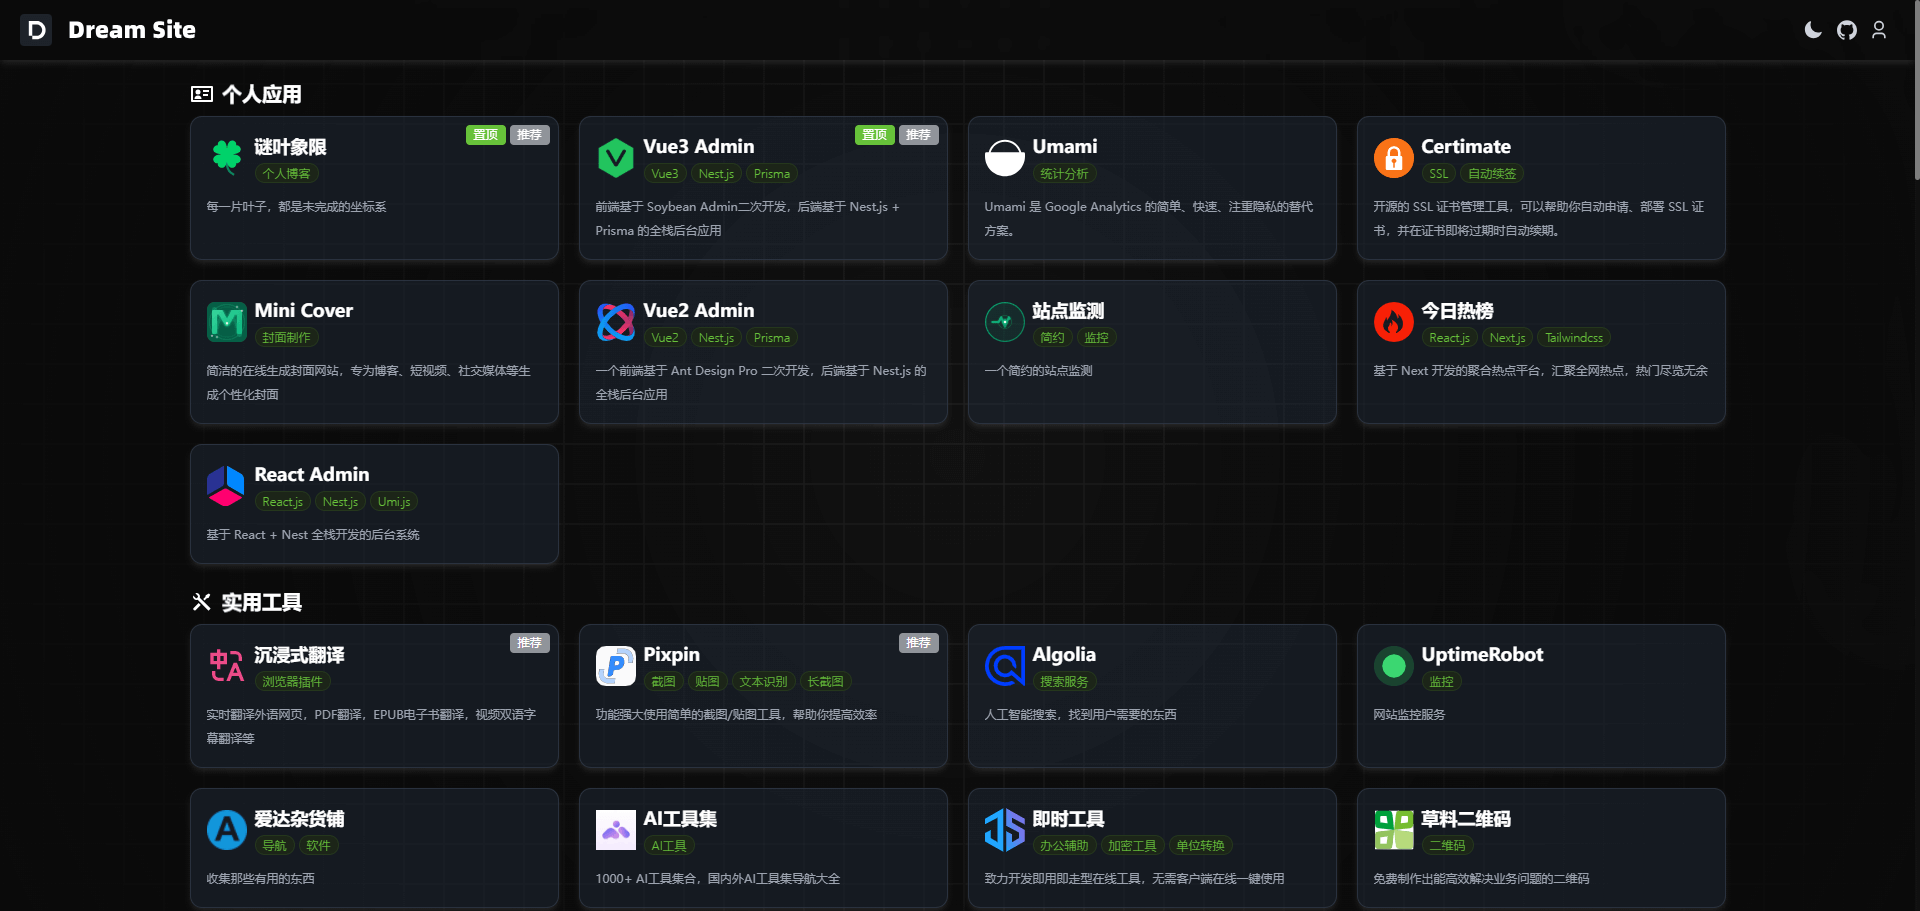 D Dream Site
个人应用
谜叶象限
置顶 推荐
个人博客
每一片叶子，都是未完成的坐标系
Vue3 Admin
置顶 推荐
Vue3 Nest.js Prisma
前端基于 Soybean Admin二次开发，后端基于 Nest.js +
Prisma 的全栈后台应用
Umami
统计分析
Umami 是 Google Analytics 的简单、快速、注重隐私的替代
方案。
Certimate
SSL 自动续签
开源的 SSL 证书管理工具，可以帮助你自动申请、部署 SSL 证
书，并在证书即将过期时自动续期。
M
Mini Cover
封面制作
简洁的在线生成封面网站，专为博客、短视频、社交媒体等生
成个性化封面
Vue2 Admin
Vue2 Nest.js Prisma
一个前端基于 Ant Design Pro 二次开发，后端基于 Nest.js 的
全栈后台应用
站点监测
简约 监控
一个简约的站点监测
今日热榜
React.js Next.js Tailwindcss
基于 Next 开发的聚合热点平台，汇聚全网热点，热门尽览无余
React Admin
React.js Nest.js Umi.js
基于 React + Nest 全栈开发的后台系统
实用工具
中A
沉浸式翻译
推荐
浏览器插件
实时翻译外语网页，PDF翻译，EPUB电子书翻译，视频双语字
幕翻译等
P
Pixpin
推荐
截图 贴图 文本识别 长截图
功能强大使用简单的截图/贴图工具，帮助你提高效率
Algolia
搜索服务
人工智能搜索，找到用户需要的东西
UptimeRobot
监控
网站监控服务
A
爱达杂货铺
导航 软件
收集那些有用的东西
AI工具集
AI工具
1000+ AI工具集合，国内外AI工具集导航大全
JS
即时工具
办公辅助 加密工具 单位转换
致力开发即用即走型在线工具，无需客户端在线一键使用
草料二维码
二维码
免费制作出能高效解决业务问题的二维码